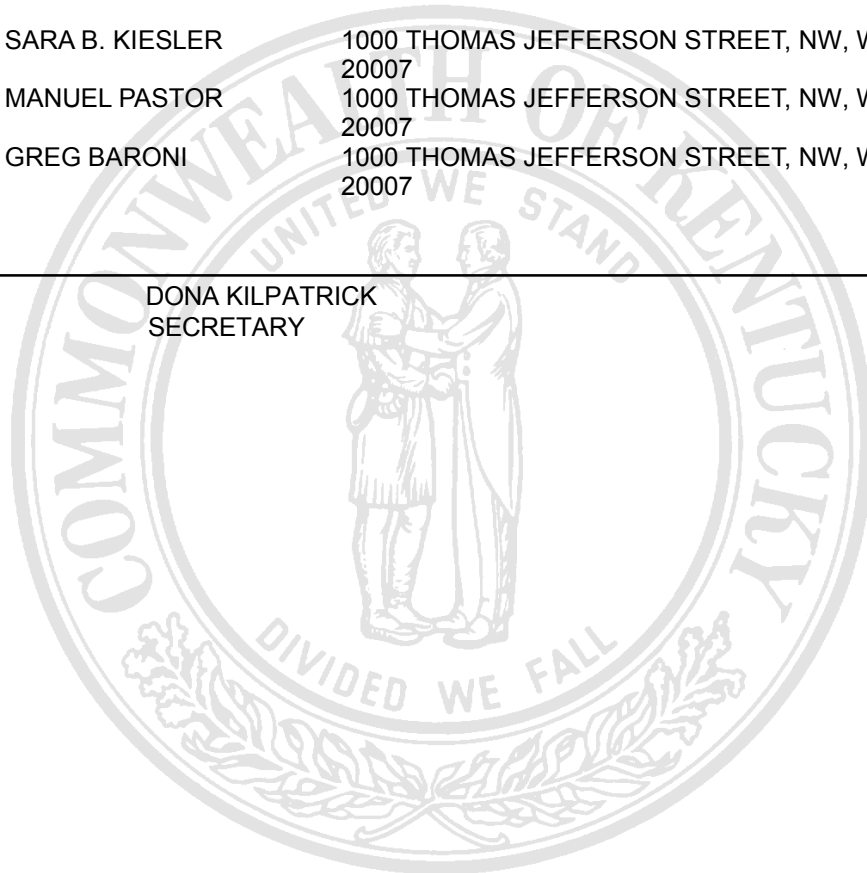 SARA B. KIESLER 1000 THOMAS JEFFERSON STREET, NW, W
20007
MANUEL PASTOR 1000 THOMAS JEFFERSON STREET, NW, W
20007
GREG BARONI 1000 THOMAS JEFFERSON STREET, NW, W
20007
DONA KILPATRICK
SECRETARY
COMMONWEALTH OF KENTUCKY
UNITED WE STAND
DIVIDED WE FALL